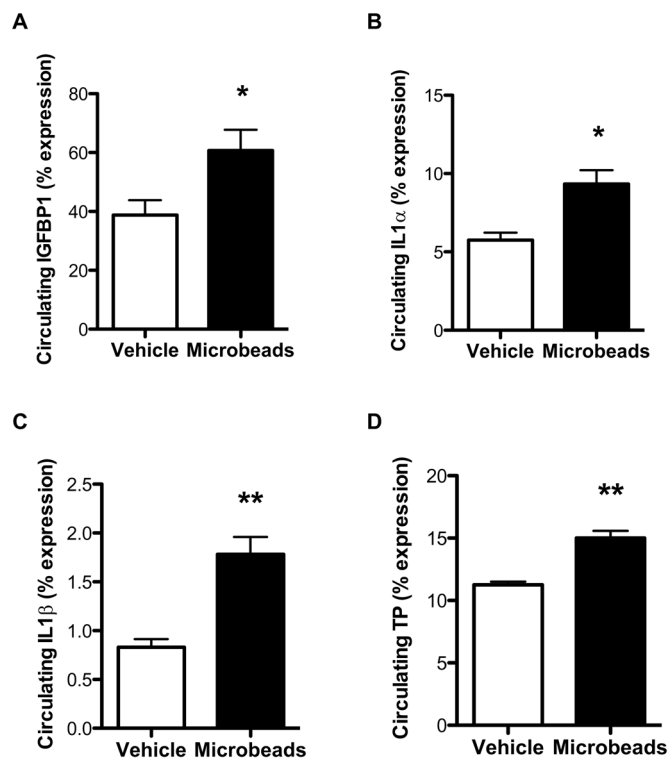 A
Circulating IGFBP1 (% expression)
80
60
40
20
0
*
Vehicle Microbeads
B
Circulating IL1α (% expression)
15
10
5
0
*
Vehicle Microbeads
C
Circulating IL1β (% expression)
2.5
2.0
1.5
1.0
0.5
0.0
**
Vehicle Microbeads
D
Circulating TP (% expression)
20
15
10
5
0
**
Vehicle Microbeads